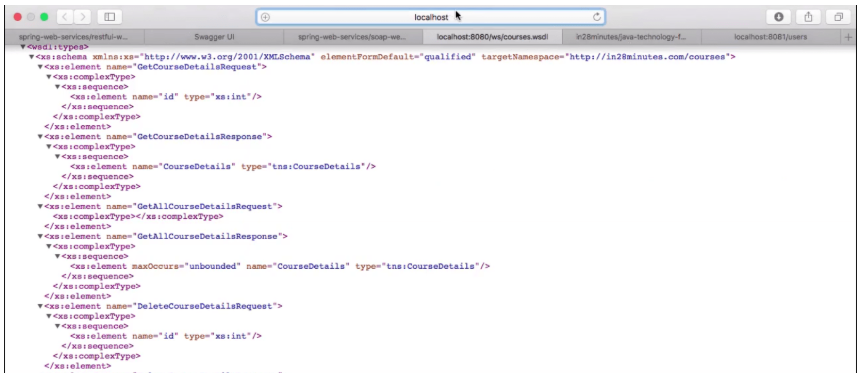 localhost
spring-web-services/restful-w...
Swagger UI
spring-web-services/soap-we...
localhost:8080/ws/courses.wsdl
in28minutes/java-technology-f...
localhost:8081/users
▼<wsdl:types>
▼<xs:schema xmlns:xs="http://www.w3.org/2001/XMLSchema" elementFormDefault="qualified" targetNamespace="http://in28minutes.com/courses">
▼<xs:element name="GetCourseDetailsRequest">
▼<xs:complexType>
▼<xs:sequence>
<xs:element name="id" type="xs:int"/>
</xs:sequence>
</xs:complexType>
</xs:element>
▼<xs:element name="GetCourseDetailsResponse">
▼<xs:complexType>
▼<xs:sequence>
<xs:element name="CourseDetails" type="tns:CourseDetails"/>
</xs:sequence>
</xs:complexType>
</xs:element>
▼<xs:element name="GetAllCourseDetailsRequest">
<xs:complexType></xs:complexType>
</xs:element>
▼<xs:element name="GetAllCourseDetailsResponse">
▼<xs:complexType>
▼<xs:sequence>
<xs:element maxOccurs="unbounded" name="CourseDetails" type="tns:CourseDetails"/>
</xs:sequence>
</xs:complexType>
</xs:element>
▼<xs:element name="DeleteCourseDetailsRequest">
▼<xs:complexType>
▼<xs:sequence>
<xs:element name="id" type="xs:int"/>
</xs:sequence>
</xs:complexType>
</xs:element>